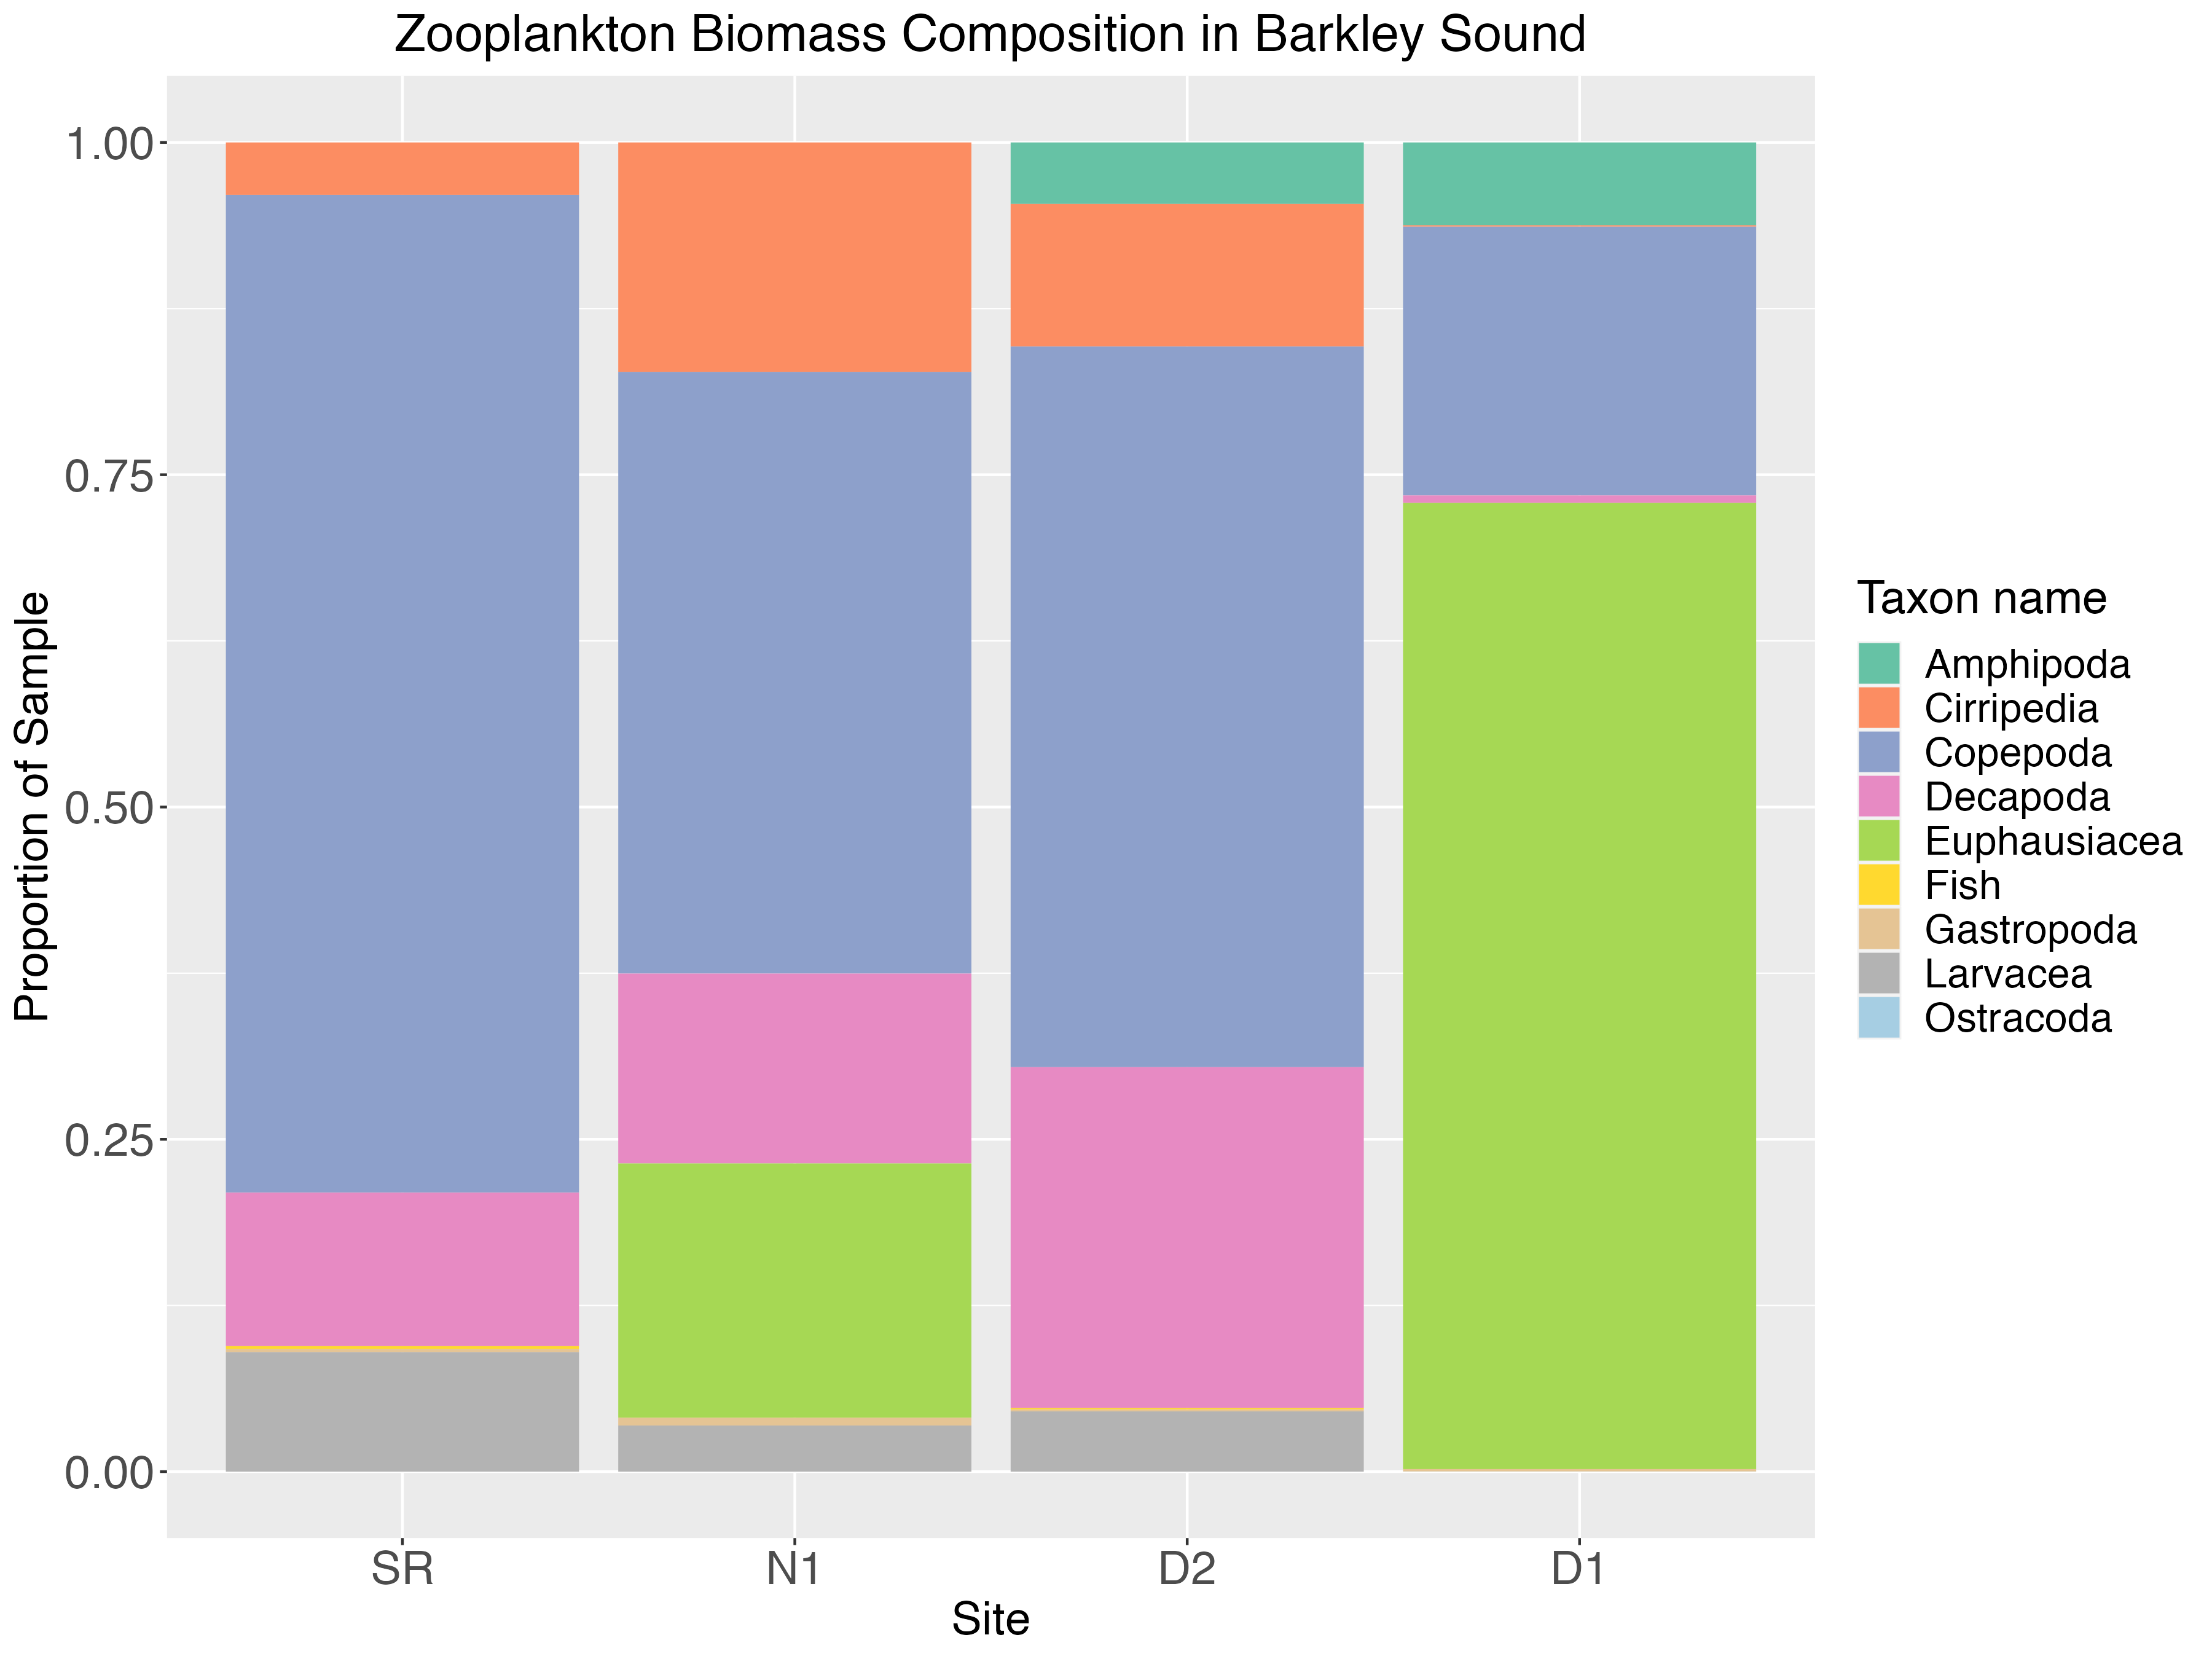 Zooplankton Biomass Composition in Barkley Sound
1.00
0.75
0.50
0.25
0.00
Proportion of Sample
SR
N1
D2
D1
Site
Taxon name
Amphipoda
Cirripedia
Copepoda
Decapoda
Euphausiacea
Fish
Gastropoda
Larvacea
Ostracoda